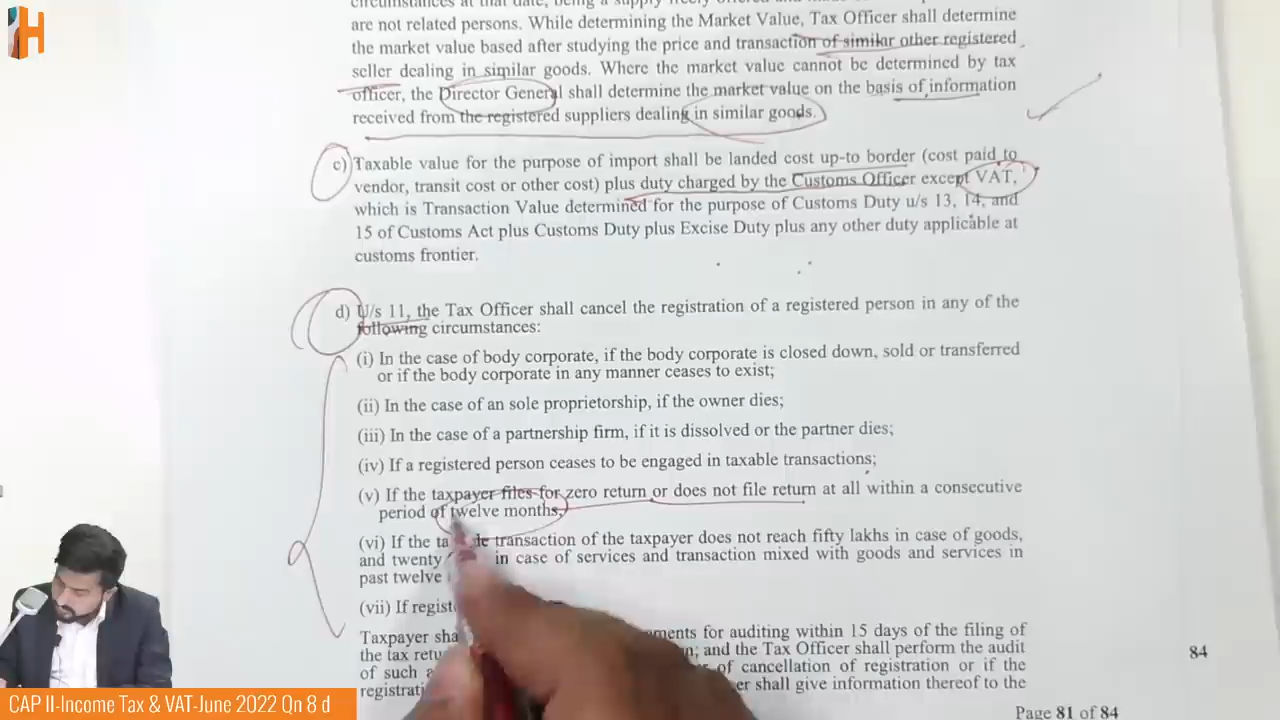 H
are not related persons. While determining the Market Value, Tax Officer shall determine
the market value based after studying the price and transaction of similar other registered
seller dealing in similar goods. Where the market value cannot be determined by tax
officer, the Director General shall determine the market value on the basis of information
received from the registered suppliers dealing in similar goods.
c) Taxable value for the purpose of import shall be landed cost up-to border (cost paid to
vendor, transit cost or other cost) plus duty charged by the Customs Officer except VAT,
which is Transaction Value determined for the purpose of Customs Duty u/s 13, 14, and
15 of Customs Act plus Customs Duty plus Excise Duty plus any other duty applicable at
customs frontier.
d) U/s 11, the Tax Officer shall cancel the registration of a registered person in any of the
following circumstances:
(i) In the case of body corporate, if the body corporate is closed down, sold or transferred
or if the body corporate in any manner ceases to exist;
(ii) In the case of an sole proprietorship, if the owner dies;
(iii) In the case of a partnership firm, if it is dissolved or the partner dies;
(iv) If a registered person ceases to be engaged in taxable transactions;
(v) If the taxpayer files for zero return or does not file return at all within a consecutive
period of twelve months;
(vi) If the transaction of the taxpayer does not reach fifty lakhs in case of goods,
and twenty in case of services and transaction mixed with goods and services in
past twelve
(vii) If
Taxpayer for auditing within 15 days of the filing of
the tax and the Tax Officer shall perform the audit
of such of cancellation of registration or if the
shall give information thereof to the
84
Page 81 of 84
CAP II-Income Tax & VAT-June 2022 Qn 8 d